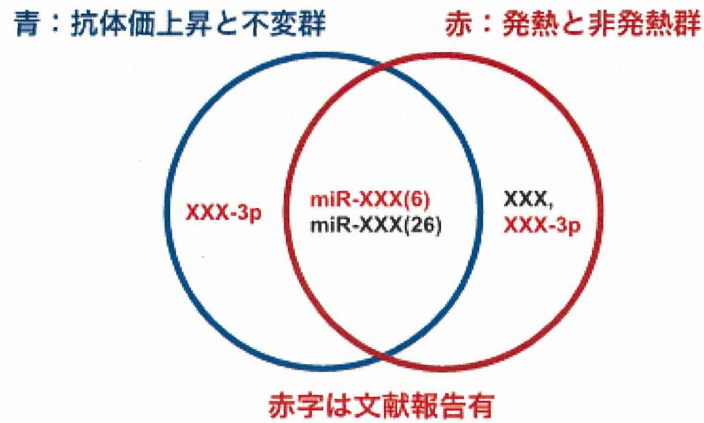 青：抗体価上昇と不変群
赤：発熱と非発熱群
XXX-3p
miR-XXX(6)
miR-XXX(26)
XXX,
XXX-3p
赤字は文献報告有